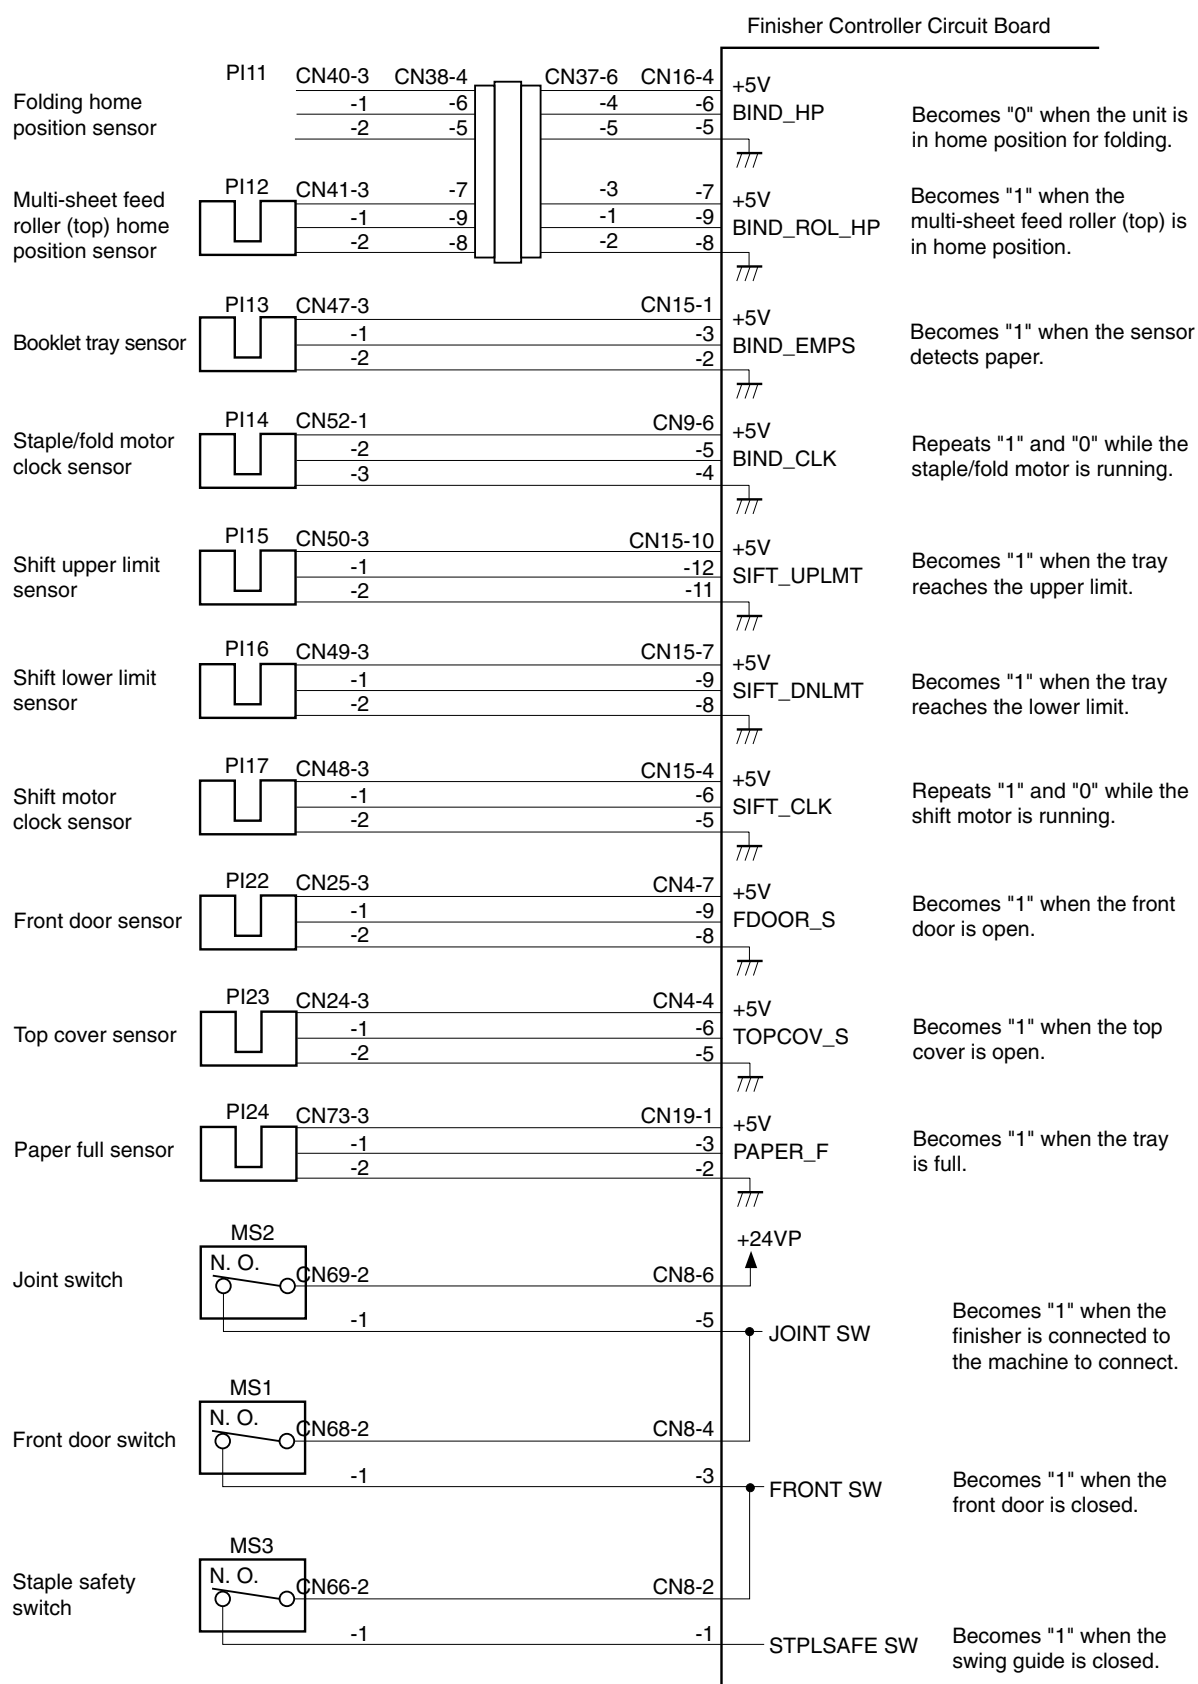 Finisher Controller Circuit Board
PI11 CN40-3 CN38-4 CN37-6 CN16-4 +5V
Folding home position sensor
-1 -6 -4 -6 BIND_HP
-2 -5 -5 -5
Becomes "0" when the unit is
in home position for folding.
PI12 CN41-3 -7 -3 -7 +5V
Multi-sheet feed
roller (top) home
position sensor
-1 -9 -1 -9 BIND_ROL_HP
-2 -8 -2 -8
Becomes "1" when the
multi-sheet feed roller (top) is
in home position.
PI13 CN47-3 CN15-1 +5V
Booklet tray sensor
-1 -3 BIND_EMPS
-2 -2
Becomes "1" when the sensor
detects paper.
PI14 CN52-1 CN9-6 +5V
Staple/fold motor
clock sensor
-2 -5 BIND_CLK
-3 -4
Repeats "1" and "0" while the
staple/fold motor is running.
PI15 CN50-3 CN15-10 +5V
Shift upper limit
sensor
-1 -12 SIFT_UPLMT
-2 -11
Becomes "1" when the tray
reaches the upper limit.
PI16 CN49-3 CN15-7 +5V
Shift lower limit
sensor
-1 -9 SIFT_DNLMT
-2 -8
Becomes "1" when the tray
reaches the lower limit.
PI17 CN48-3 CN15-4 +5V
Shift motor
clock sensor
-1 -6 SIFT_CLK
-2 -5
Repeats "1" and "0" while the
shift motor is running.
PI22 CN25-3 CN4-7 +5V
Front door sensor
-1 -9 FDOOR_S
-2 -8
Becomes "1" when the front
door is open.
PI23 CN24-3 CN4-4 +5V
Top cover sensor
-1 -6 TOPCOV_S
-2 -5
Becomes "1" when the top
cover is open.
PI24 CN73-3 CN19-1 +5V
Paper full sensor
-1 -3 PAPER_F
-2 -2
Becomes "1" when the tray
is full.
MS2 +24VP
N. O.
Joint switch CN69-2 CN8-6
-1 -5 JOINT SW
Becomes "1" when the
finisher is connected to
the machine to connect.
MS1
N. O.
Front door switch CN68-2 CN8-4
-1 -3 FRONT SW
Becomes "1" when the
front door is closed.
MS3
N. O.
Staple safety
switch
CN66-2 CN8-2
-1 -1 STPLSAFE SW
Becomes "1" when the
swing guide is closed.